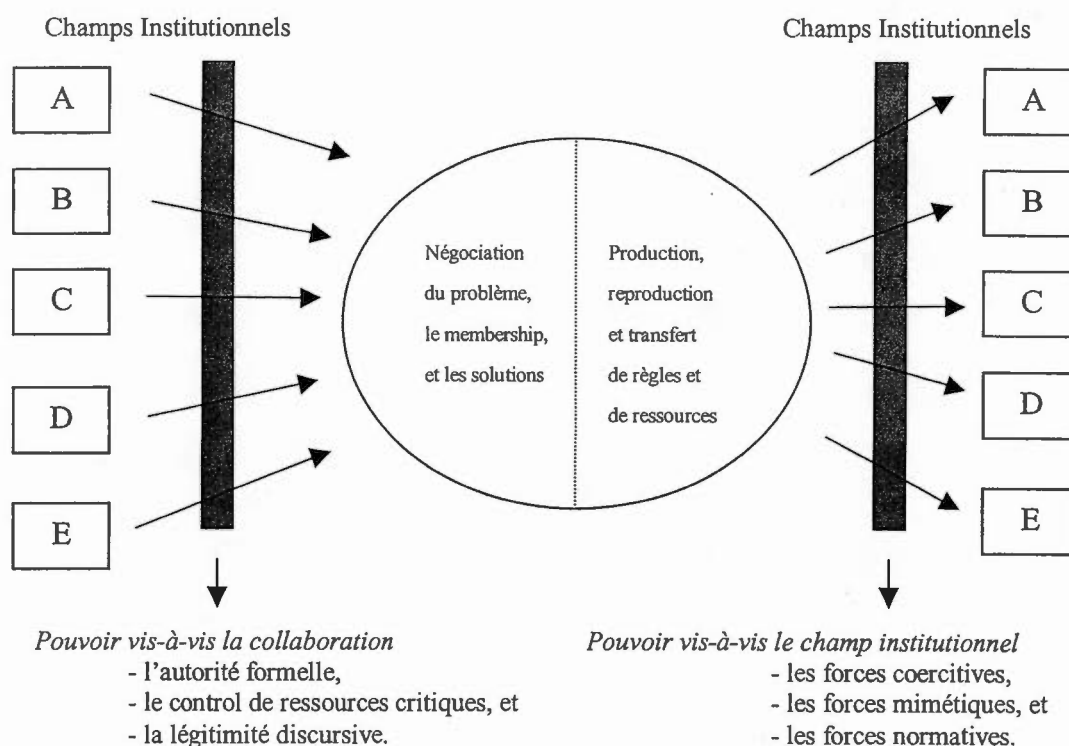 Champs Institutionnels
A
B
C
D
E
Négociation
du problème,
le membership,
et les solutions
Production,
reproduction
et transfert
de règles et
de ressources
Champs Institutionnels
A
B
C
D
E
Pouvoir vis-à-vis la collaboration
- l'autorité formelle,
- le control de ressources critiques, et
- la légitimité discursive.
Pouvoir vis-à-vis le champ institutionnel
- les forces coercitives,
- les forces mimétiques, et
- les forces normatives.